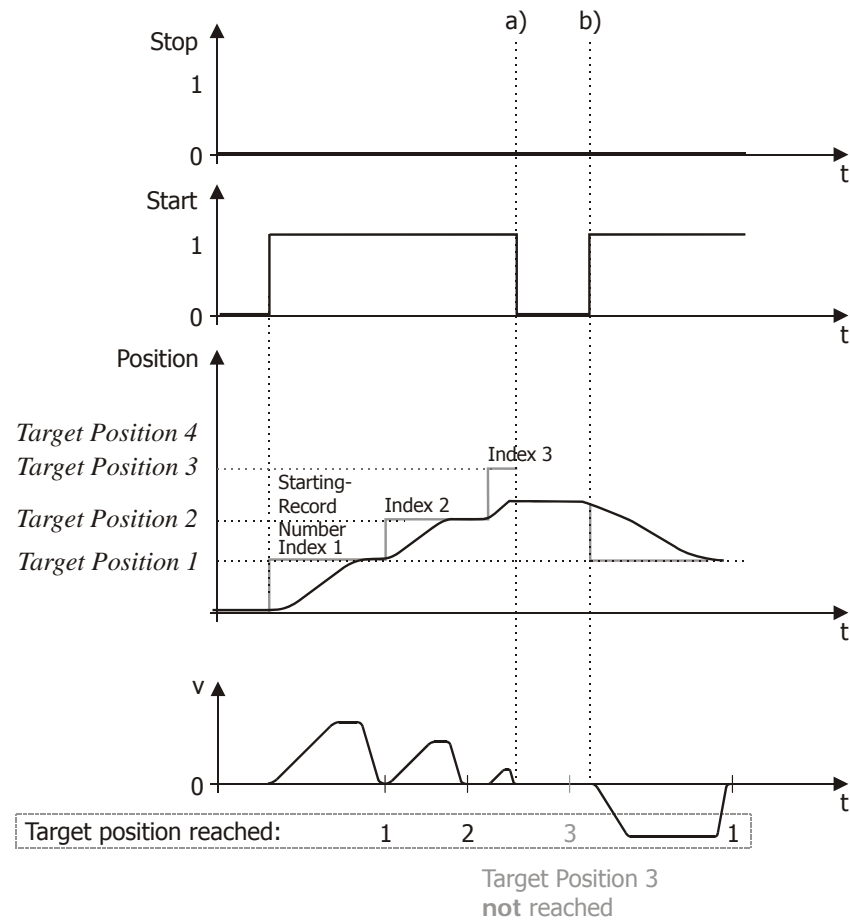 a)
b)
Stop
1
0
t
Start
1
0
t
Position
Target Position 4
Target Position 3
Index 3
Starting-
Record
Number
Index 1
Index 2
Target Position 2
Target Position 1
t
v
0
t
Target position reached: 1 2 3 1
Target Position 3
not reached